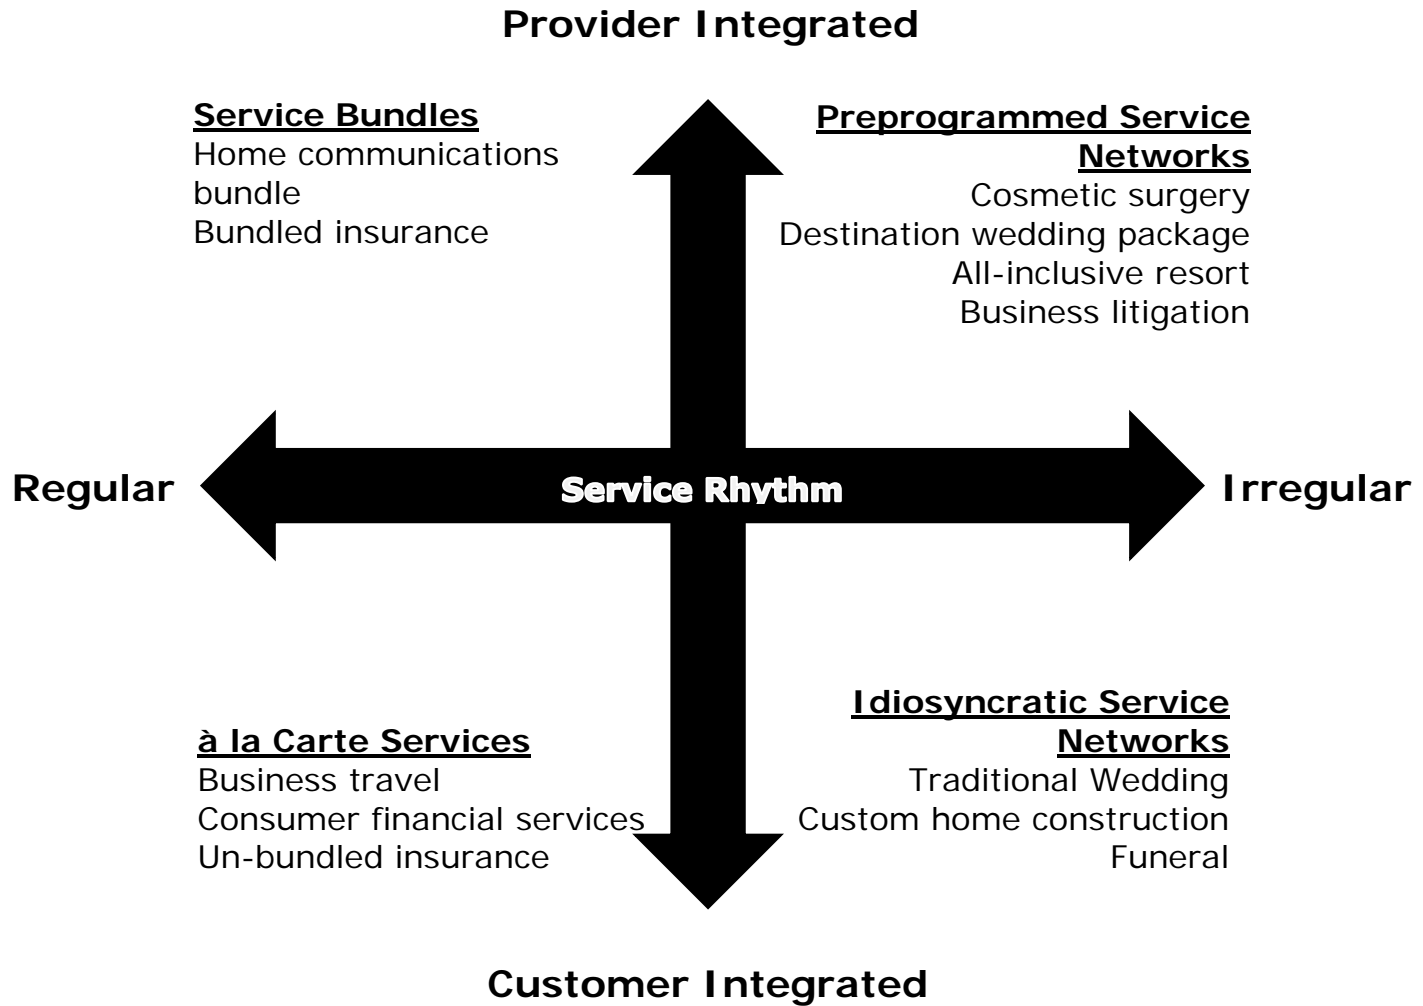 Provider Integrated
Service Bundles
Home communications
bundle
Bundled insurance
Preprogrammed Service
Networks
Cosmetic surgery
Destination wedding package
All-inclusive resort
Business litigation
Regular
Service Rhythm
Irregular
à la Carte Services
Business travel
Consumer financial services
Un-bundled insurance
Idiosyncratic Service
Networks
Traditional Wedding
Custom home construction
Funeral
Customer Integrated